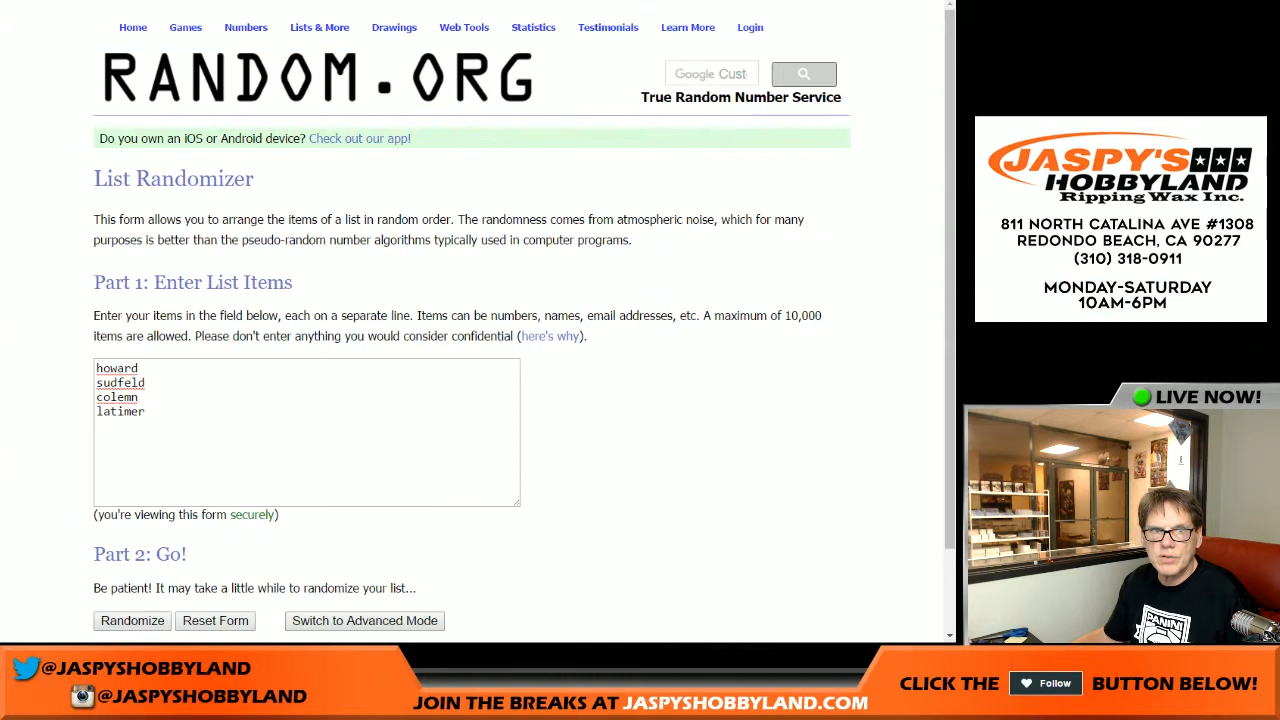 Home Games Numbers Lists & More Drawings Web Tools Statistics Testimonials Learn More Login
RANDOM.ORG
Google Cust
True Random Number Service
Do you own an iOS or Android device? Check out our app!
List Randomizer
This form allows you to arrange the items of a list in random order. The randomness comes from atmospheric noise, which for many
purposes is better than the pseudo-random number algorithms typically used in computer programs.
Part 1: Enter List Items
Enter your items in the field below, each on a separate line. Items can be numbers, names, email addresses, etc. A maximum of 10,000
items are allowed. Please don't enter anything you would consider confidential (here's why).
howard
sudfeld
colemn
latimer
(you're viewing this form securely)
Part 2: Go!
Be patient! It may take a little while to randomize your list...
Randomize Reset Form Switch to Advanced Mode
JASPY'S
HOBBYLAND
Ripping Wax Inc.
811 NORTH CATALINA AVE #1308
REDONDO BEACH, CA 90277
(310) 318-0911
MONDAY-SATURDAY
10AM-6PM
LIVE NOW!
PANINI
@JASPYSHOBBYLAND
@JASPYSHOBBYLAND
JOIN THE BREAKS AT JASPYSHOBBYLAND.COM
CLICK THE Follow BUTTON BELOW!